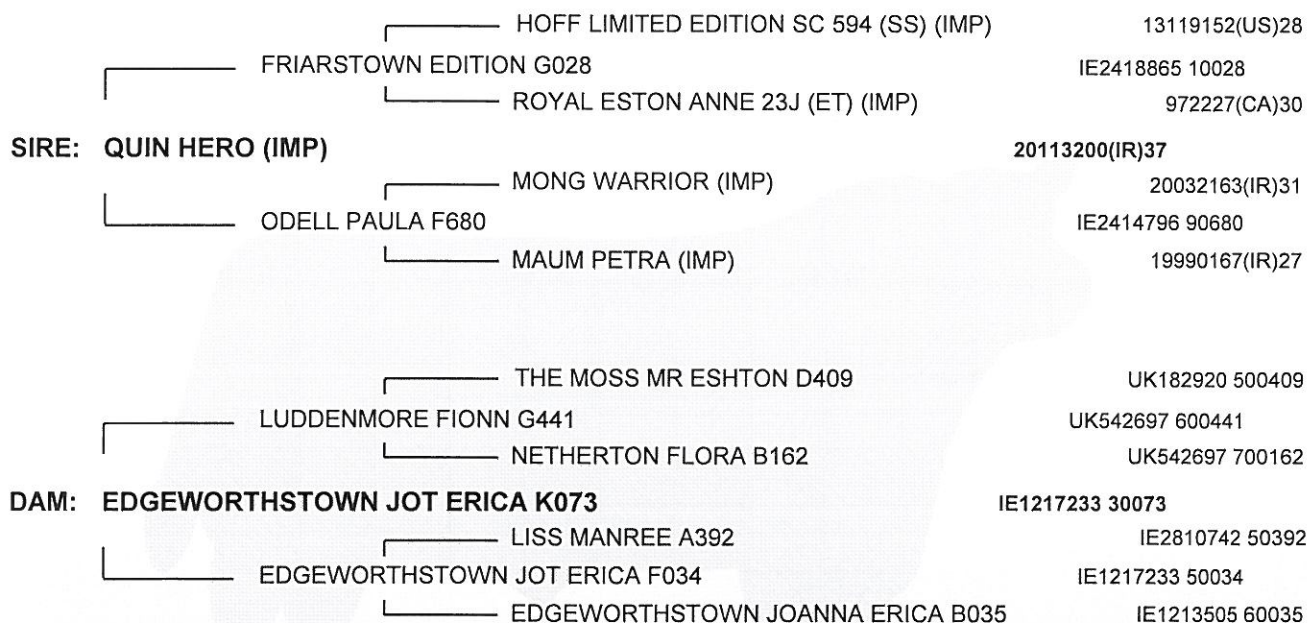 HOFF LIMITED EDITION SC 594 (SS) (IMP) 13119152(US)28
FRIARSTOWN EDITION G028 IE2418865 10028
ROYAL ESTON ANNE 23J (ET) (IMP) 972227(CA)30
SIRE: QUIN HERO (IMP) 20113200(IR)37
MONG WARRIOR (IMP) 20032163(IR)31
ODELL PAULA F680 IE2414796 90680
MAUM PETRA (IMP) 19990167(IR)27
THE MOSS MR ESHTON D409 UK182920 500409
LUDDENMORE FIONN G441 UK542697 600441
NETHERTON FLORA B162 UK542697 700162
DAM: EDGEWORTHSTOWN JOT ERICA K073 IE1217233 30073
LISS MANREE A392 IE2810742 50392
EDGEWORTHSTOWN JOT ERICA F034 IE1217233 50034
EDGEWORTHSTOWN JOANNA ERICA B035 IE1213505 60035